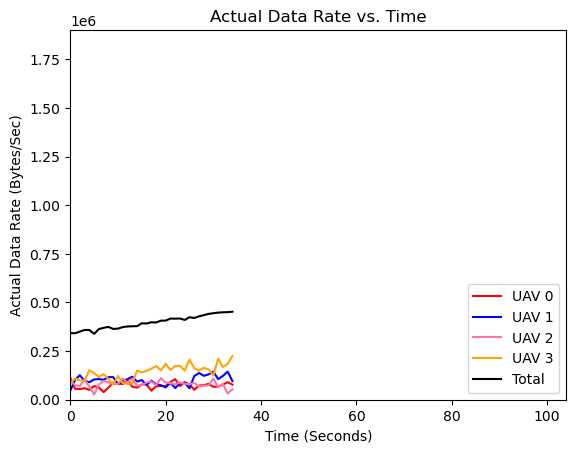 Actual Data Rate vs. Time
1e6
Actual Data Rate (Bytes/Sec)
1.75
1.50
1.25
1.00
0.75
0.50
0.25
0.00
0 20 40 60 80 100
Time (Seconds)
UAV 0
UAV 1
UAV 2
UAV 3
Total